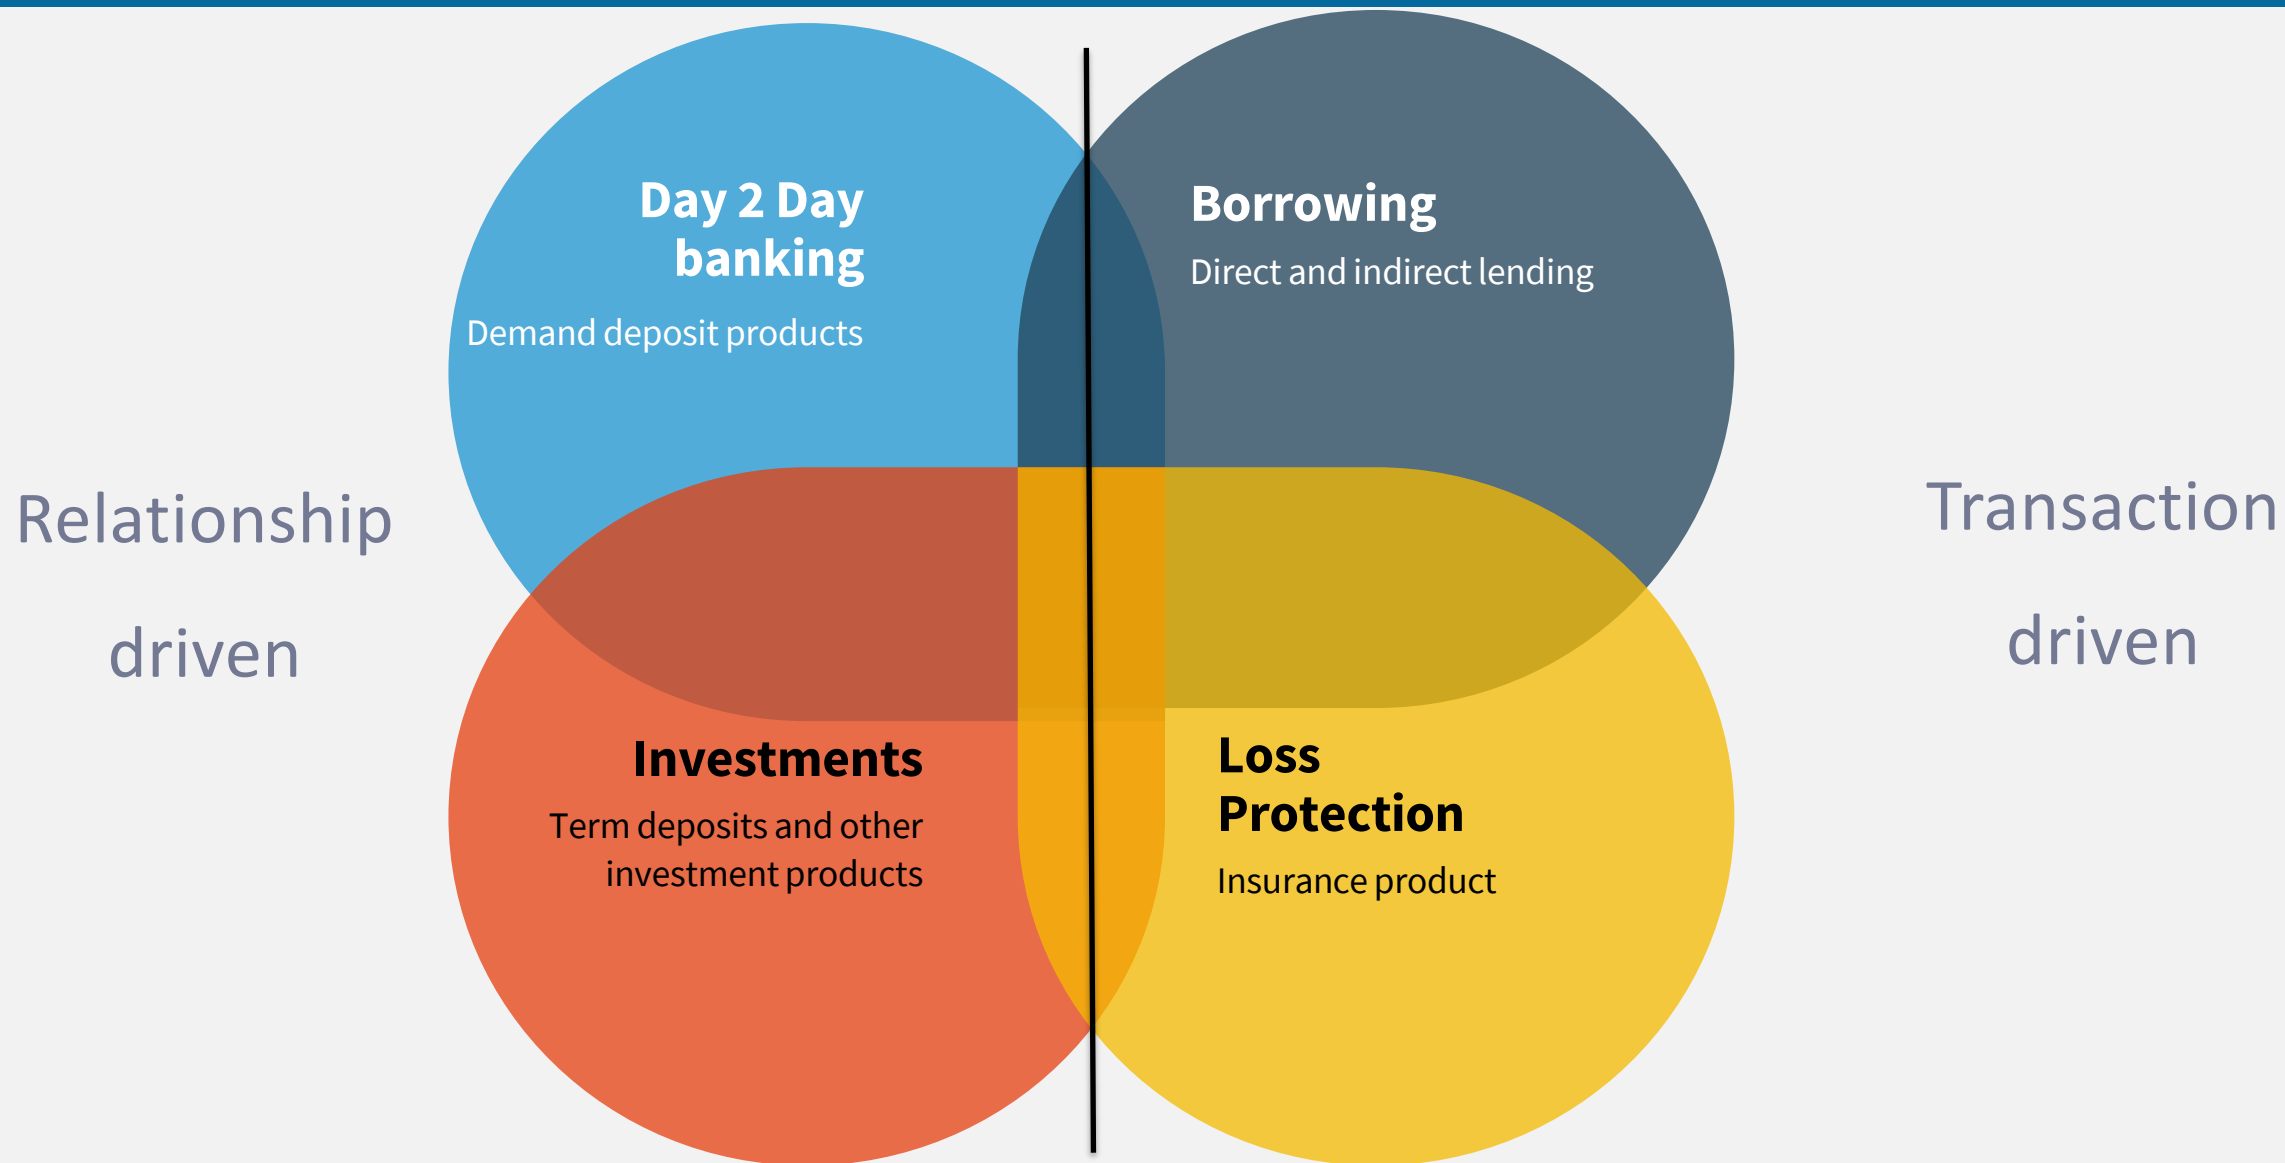 Day 2 Day
banking
Demand deposit products
Borrowing
Direct and indirect lending
Relationship
driven
Transaction
driven
Investments
Term deposits and other
investment products
Loss
Protection
Insurance product